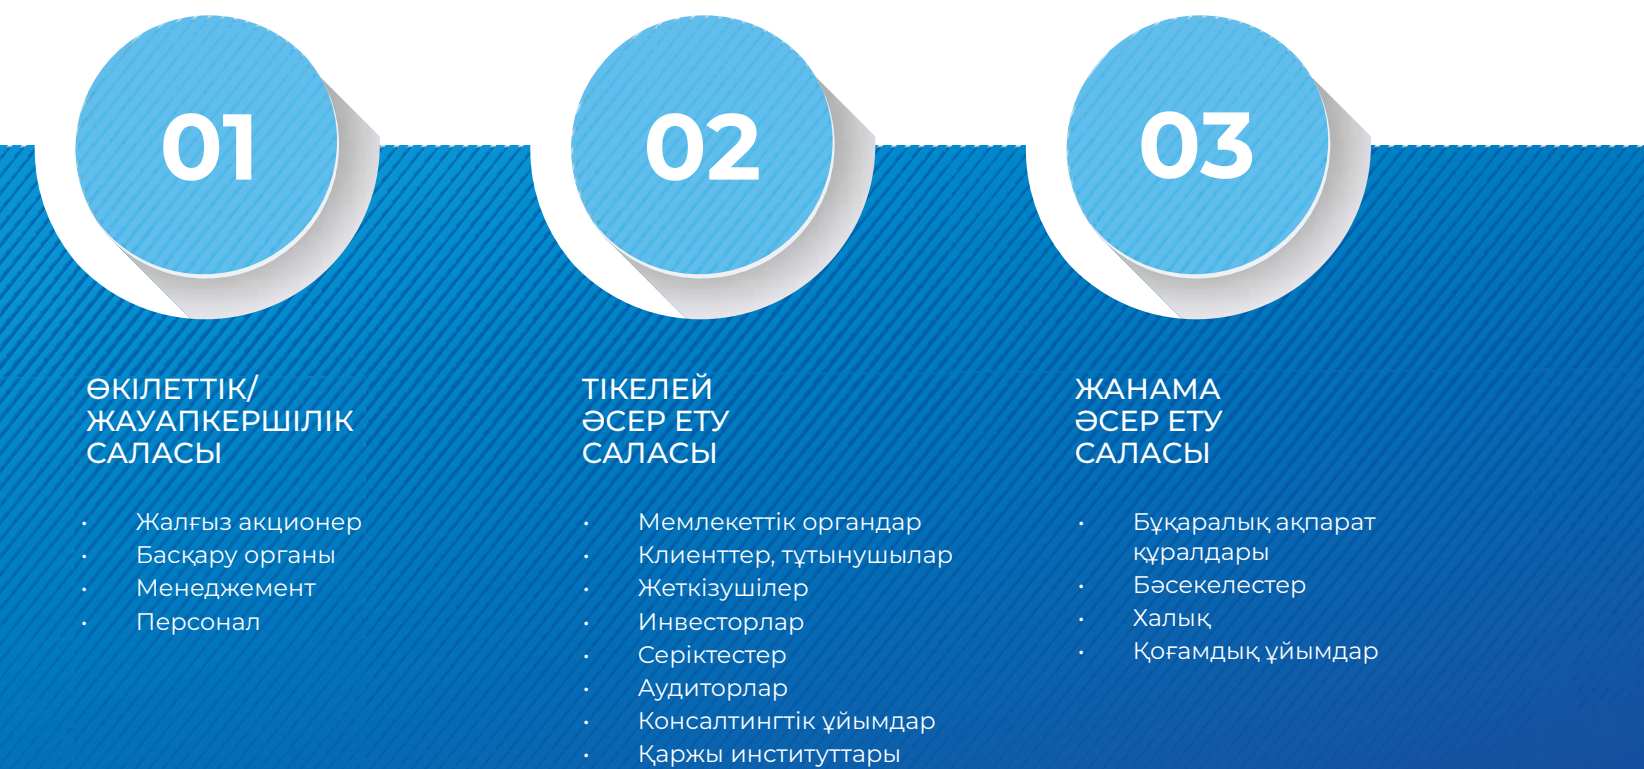 01
ӨКІЛЕТТІК/
ЖАУАПКЕРШІЛІК
САЛАСЫ
· Жалғыз акционер
· Басқару органы
· Менеджемент
· Персонал
02
ТІКЕЛЕЙ
ӘСЕР ЕТУ
САЛАСЫ
· Мемлекеттік органдар
· Клиенттер, тұтынушылар
· Жеткізушілер
· Инвесторлар
· Серіктестер
· Аудиторлар
· Консалтингтік ұйымдар
· Қаржы институттары
03
ЖАНАМА
ӘСЕР ЕТУ
САЛАСЫ
· Бұқаралық ақпарат
құралдары
· Бәсекелестер
· Халық
· Қоғамдық ұйымдар